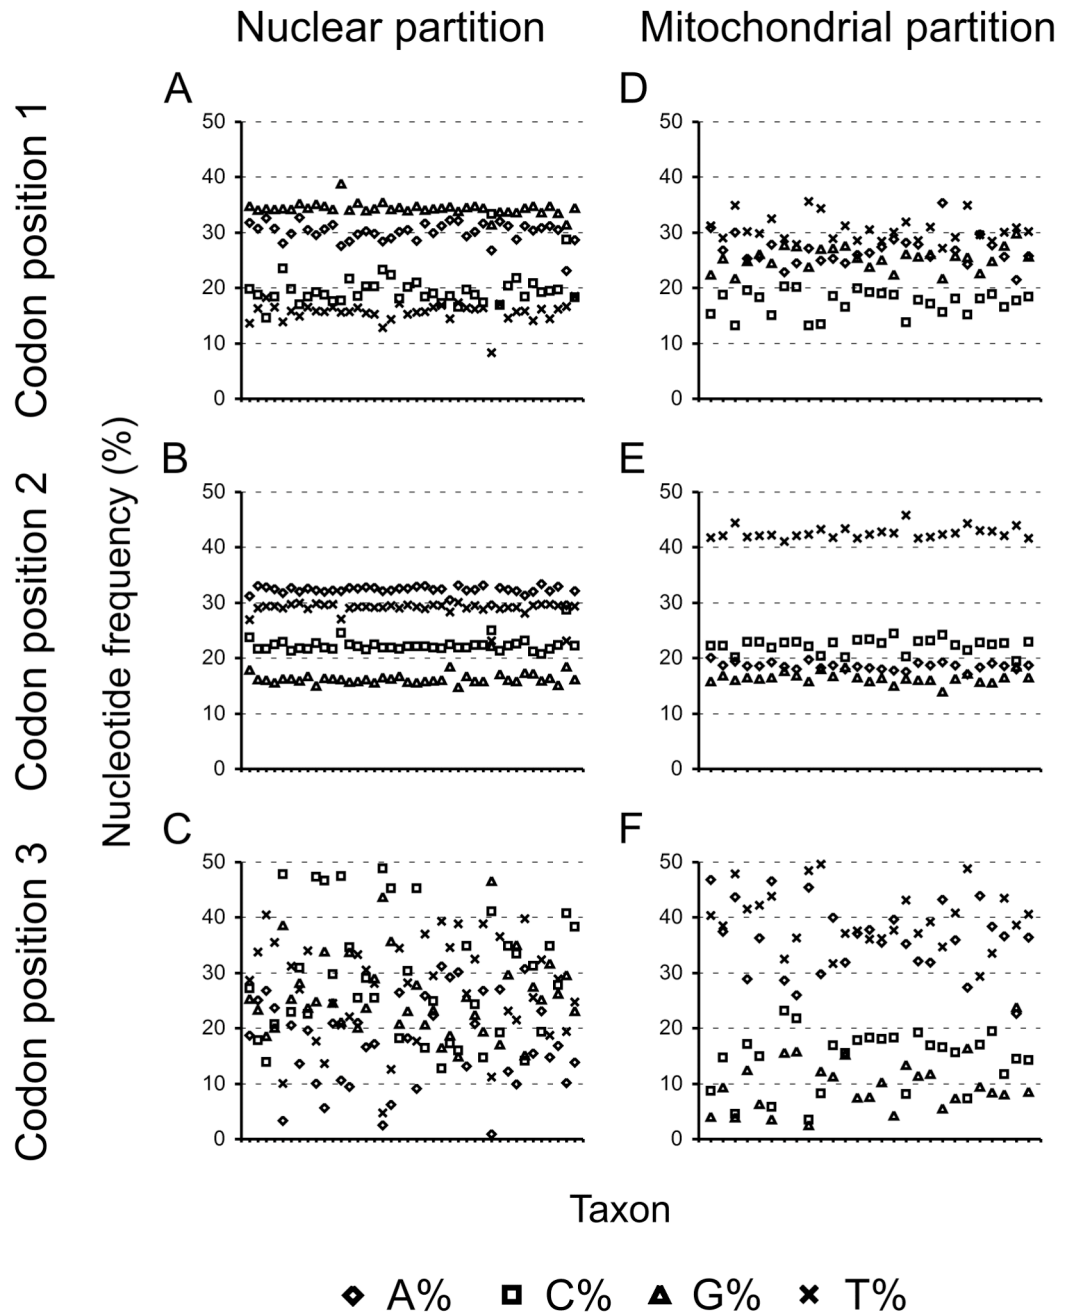 Nuclear partition
Mitochondrial partition
Codon position 1
Codon position 2
Codon position 3
Nucleotide frequency (%)
A
50
40
30
20
10
0
D
50
40
30
20
10
0
B
50
40
30
20
10
0
E
50
40
30
20
10
0
C
50
40
30
20
10
0
F
50
40
30
20
10
0
Taxon
A% C% G% T%